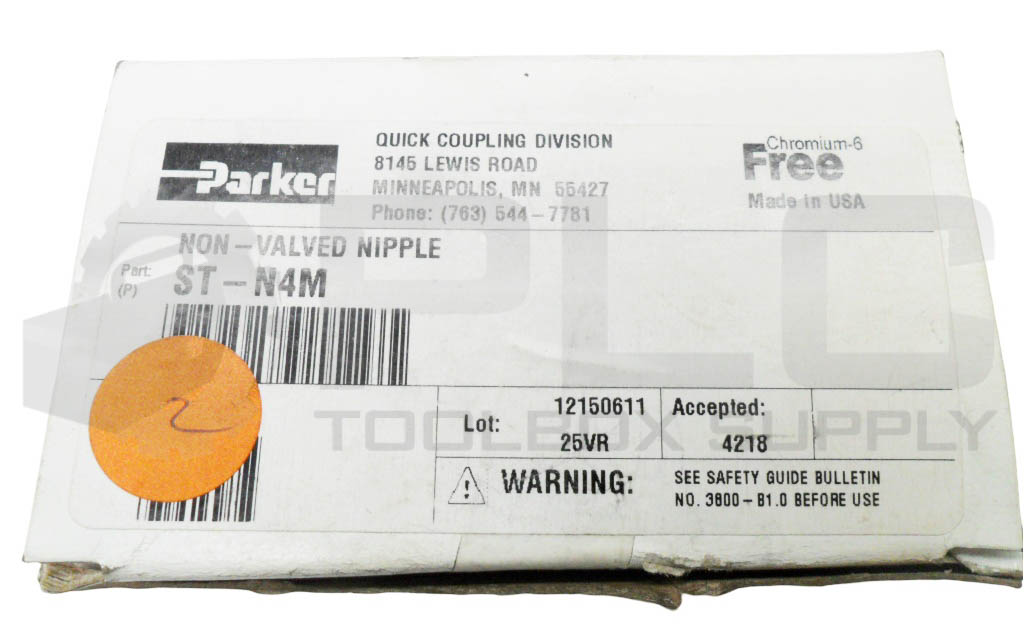 Parker
QUICK COUPLING DIVISION
8145 LEWIS ROAD
MINNEAPOLIS, MN 55427
Phone: (763) 544-7781
Chromium-6
Free
Made in USA
NON-VALVED NIPPLE
Part:
(P)
ST-N4M
2
Lot:
12150611
25VR
Accepted:
4218
WARNING:
SEE SAFETY GUIDE BULLETIN
NO. 3800-B1.0 BEFORE USE
PLC
TOOLBOX SUPPLY